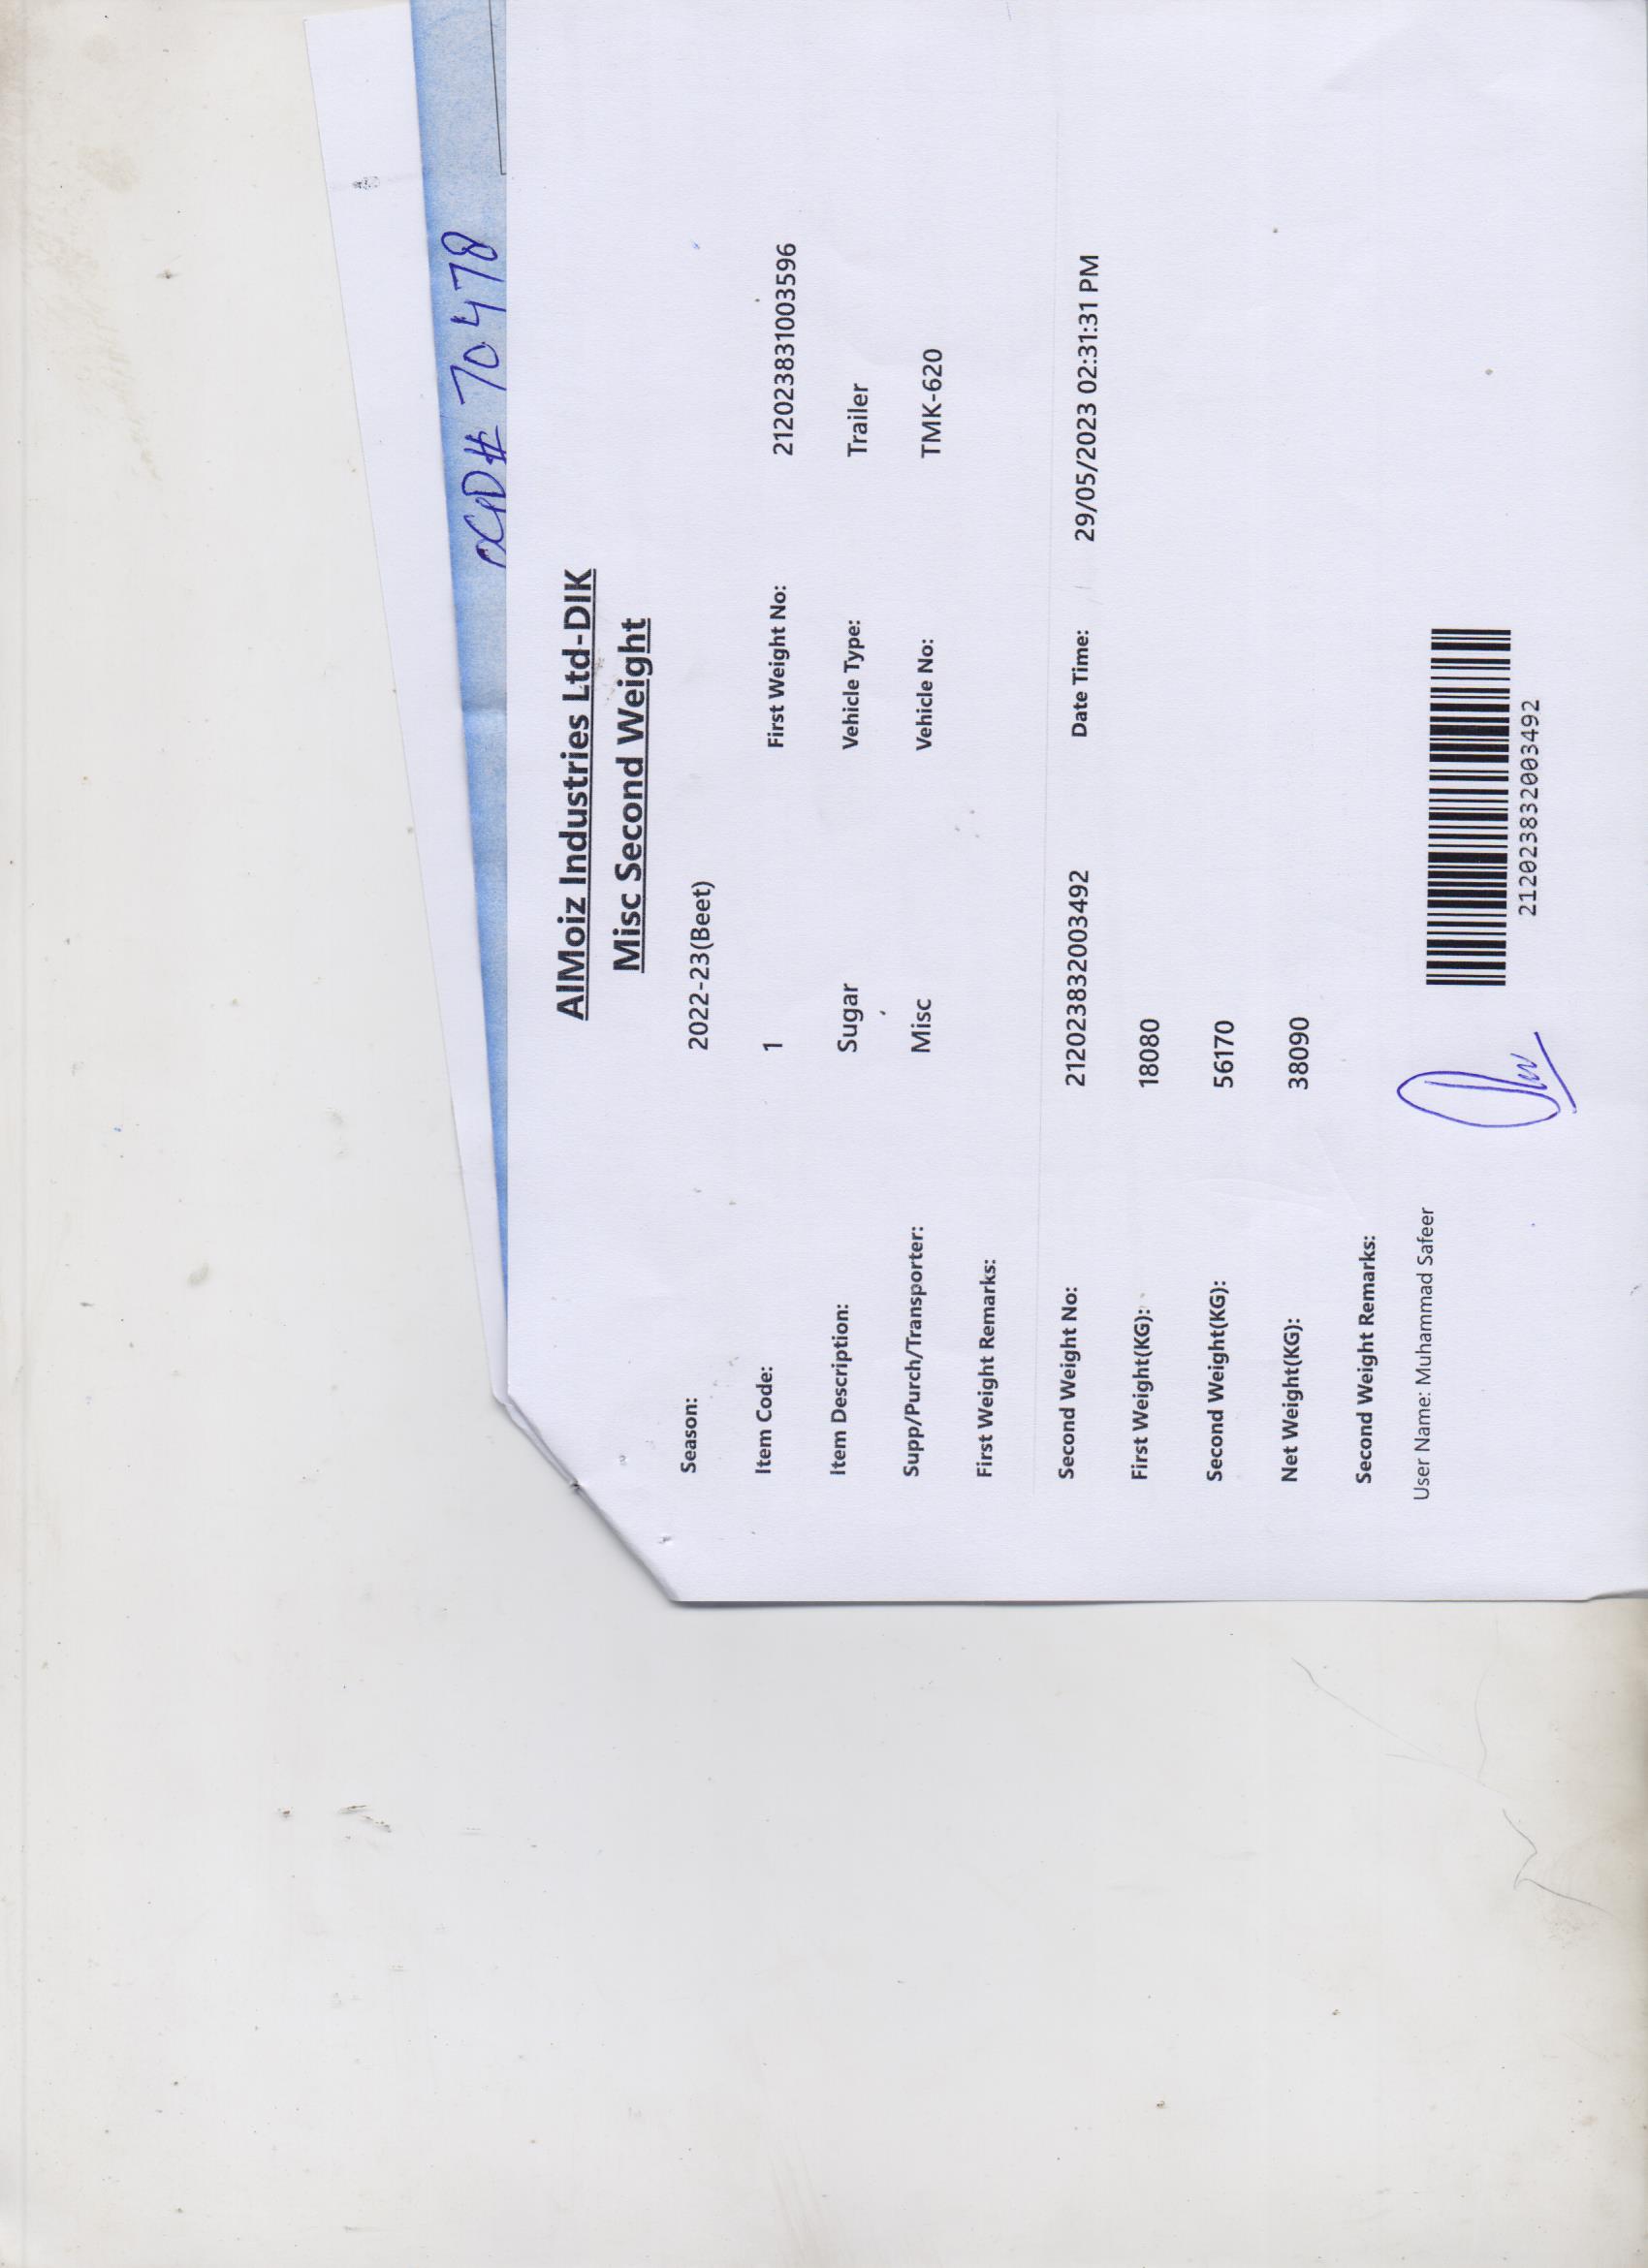 OGD# 70478
AlMoiz Industries Ltd-DIK
Misc Second Weight
Season: 2022-23(Beet)
Item Code: 1 First Weight No: 212023831003596
Item Description: Sugar Vehicle Type: Trailer
Supp/Purch/Transporter: Misc Vehicle No: TMK-620
First Weight Remarks:
Second Weight No: 212023832003492 Date Time: 29/05/2023 02:31:31 PM
First Weight(KG): 18080
Second Weight(KG): 56170
Net Weight(KG): 38090
Second Weight Remarks:
User Name: Muhammad Safeer
212023832003492